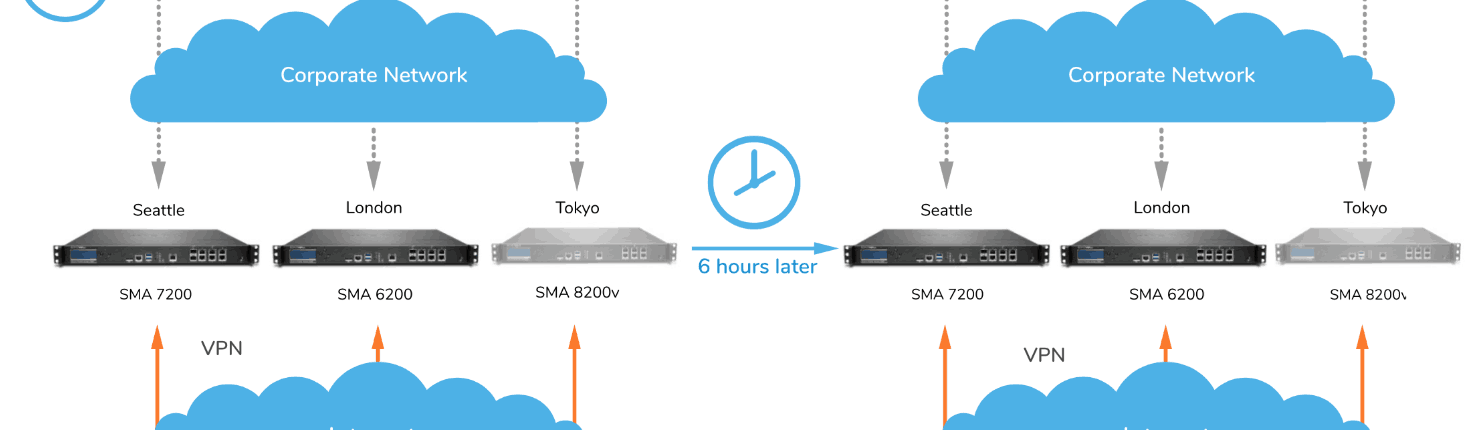 Corporate Network
Corporate Network
Seattle
London
Tokyo
Seattle
London
Tokyo
6 hours later
SMA 7200
SMA 6200
SMA 8200v
SMA 7200
SMA 6200
SMA 8200v
VPN
VPN